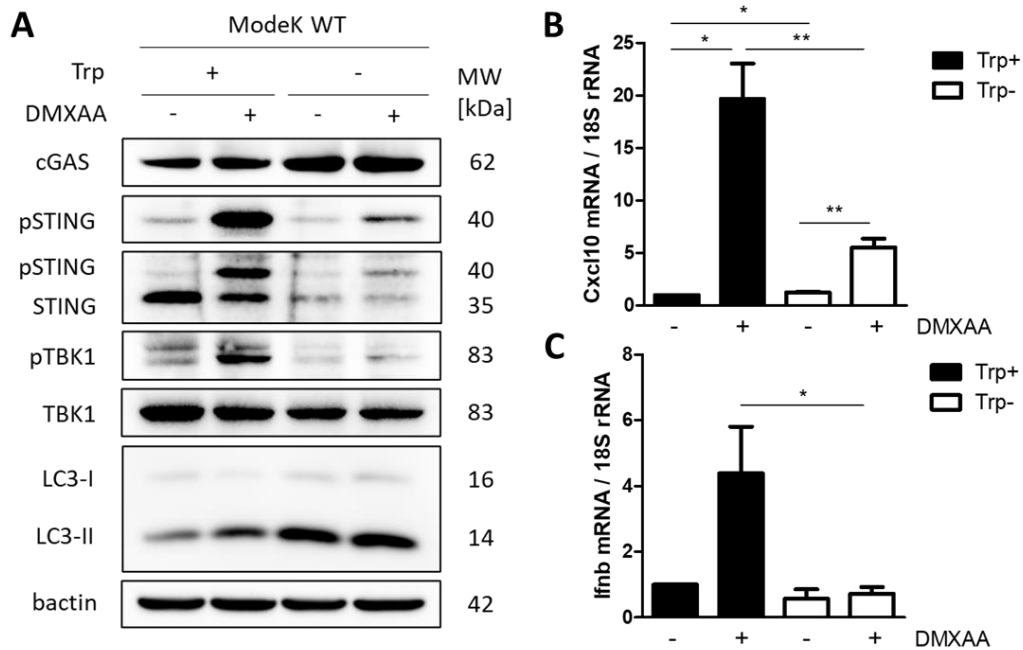 A
ModeK WT
Trp + -
DMXAA - + - +
MW
[kDa]
cGAS 62
pSTING 40
pSTING 40
STING 35
pTBK1 83
TBK1 83
LC3-I 16
LC3-II 14
bactin 42
B
Cxcl10 mRNA / 18S rRNA
25
20
15
10
5
0
*
* **
**
- + - + DMXAA
Trp+
Trp-
C
Ifnb mRNA / 18S rRNA
8
6
4
2
0
*
- + - + DMXAA
Trp+
Trp-